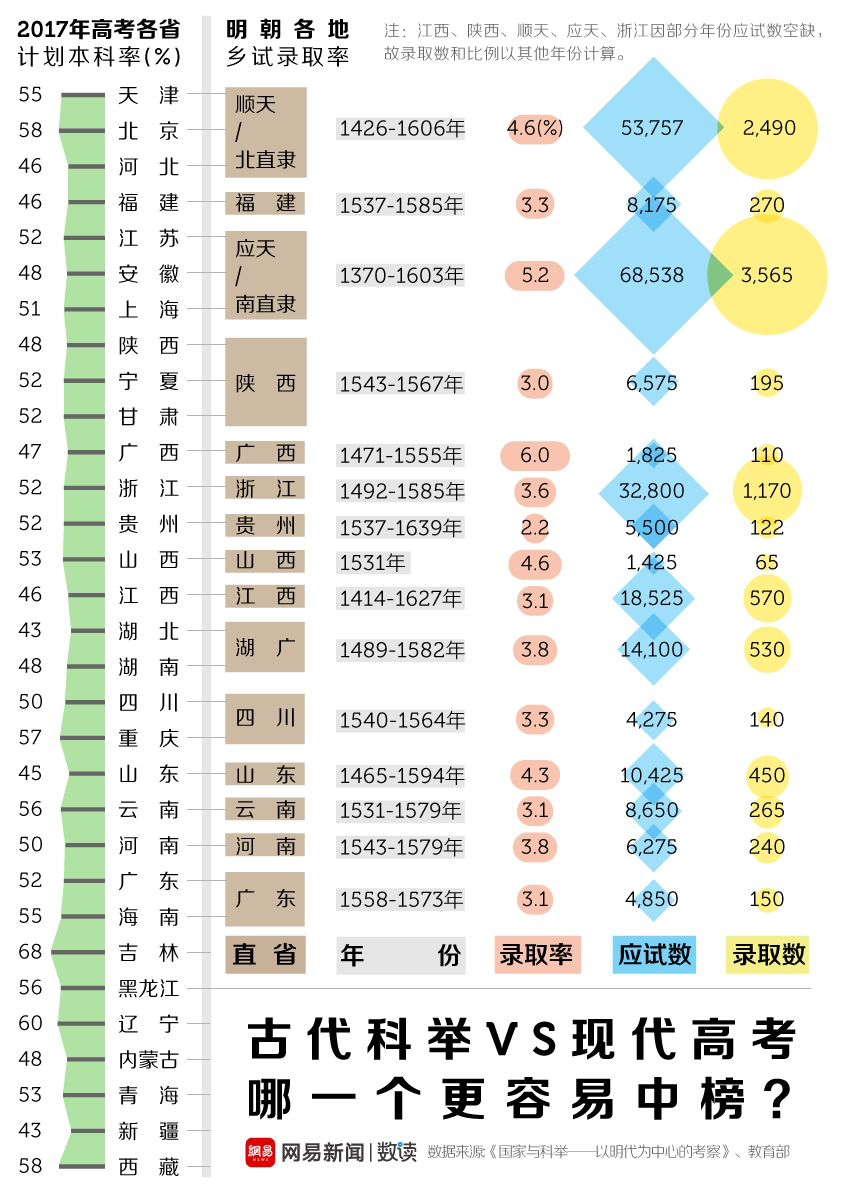 2017年高考各省
计划本科率(%)
明朝各地
乡试录取率
注：江西、陕西、顺天、应天、浙江因部分年份应试数空缺，
故录取数和比例以其他年份计算。
55 天津
58 北京
46 河北
顺天
/
北直隶
1426-1606年 4.6(%) 53,757 2,490
46 福建 福建 1537-1585年 3.3 8,175 270
52 江苏
48 安徽
51 上海
应天
/
南直隶
1370-1603年 5.2 68,538 3,565
48 陕西
52 宁夏
52 甘肃
陕西 1543-1567年 3.0 6,575 195
47 广西 广西 1471-1555年 6.0 1,825 110
52 浙江 浙江 1492-1585年 3.6 32,800 1,170
52 贵州 贵州 1537-1639年 2.2 5,500 122
53 山西 山西 1531年 4.6 1,425 65
46 江西 江西 1414-1627年 3.1 18,525 570
43 湖北
48 湖南
湖广 1489-1582年 3.8 14,100 530
50 四川
57 重庆
四川 1540-1564年 3.3 4,275 140
45 山东 山东 1465-1594年 4.3 10,425 450
56 云南 云南 1531-1579年 3.1 8,650 265
50 河南 河南 1543-1579年 3.8 6,275 240
52 广东
55 海南
广东 1558-1573年 3.1 4,850 150
68 吉林
直省 年份 录取率 应试数 录取数
56 黑龙江
60 辽宁
48 内蒙古
53 青海
43 新疆
58 西藏
古代科举VS现代高考
哪一个更容易中榜？
網易
NEWS
网易新闻|数读
数据来源:《国家与科举——以明代为中心的考察》、教育部